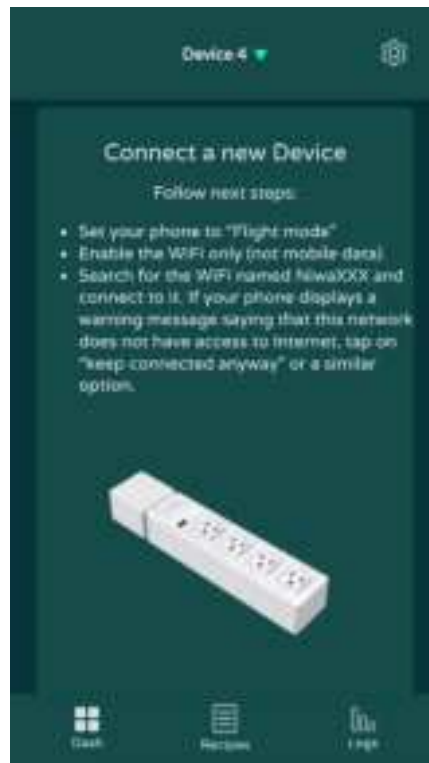 Device 4
Connect a new Device
Follow next steps:
• Set your phone to "Flight mode"
• Enable the WiFi only (not mobile data)
• Search for the WiFi named NiwaXXX and
connect to it. If your phone displays a
warning message saying that this network
does not have access to Internet, tap on
"keep connected anyway" or a similar
option.
Dash Recipes Logs